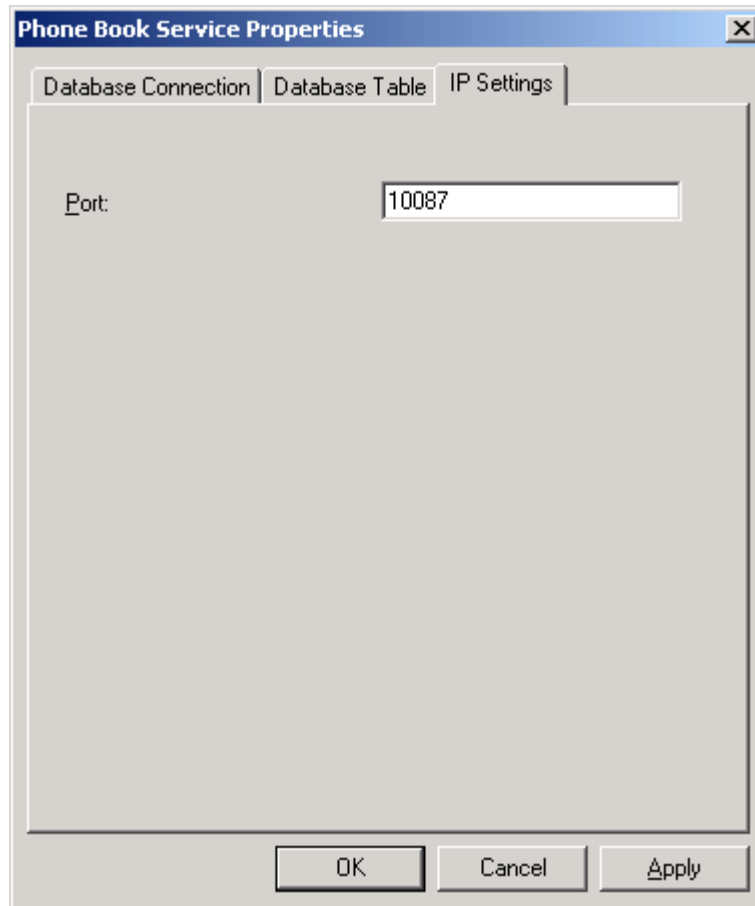 Phone Book Service Properties
Database Connection Database Table IP Settings
Port: 10087
OK Cancel Apply